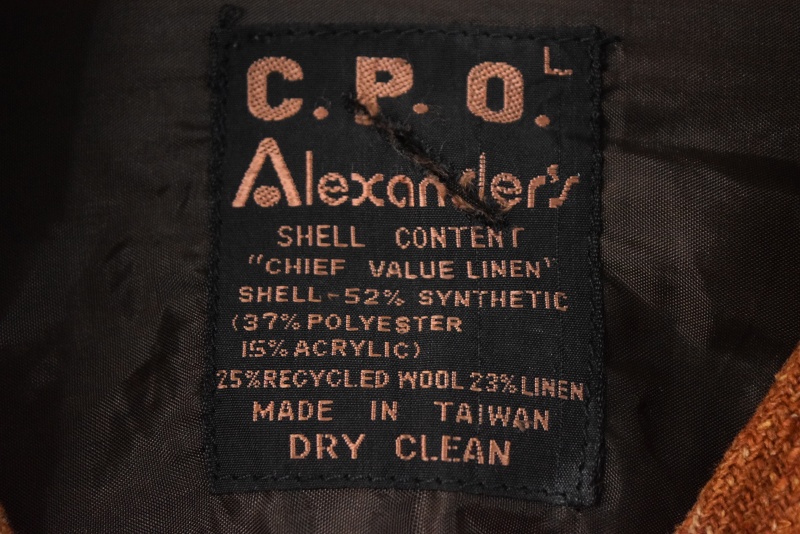 C.P.O. L
Alexander's
SHELL CONTENT
"CHIEF VALUE LINEN"
SHELL-52% SYNTHETIC
(37% POLYESTER
15% ACRYLIC)
25% RECYCLED WOOL 23% LINEN
MADE IN TAIWAN
DRY CLEAN